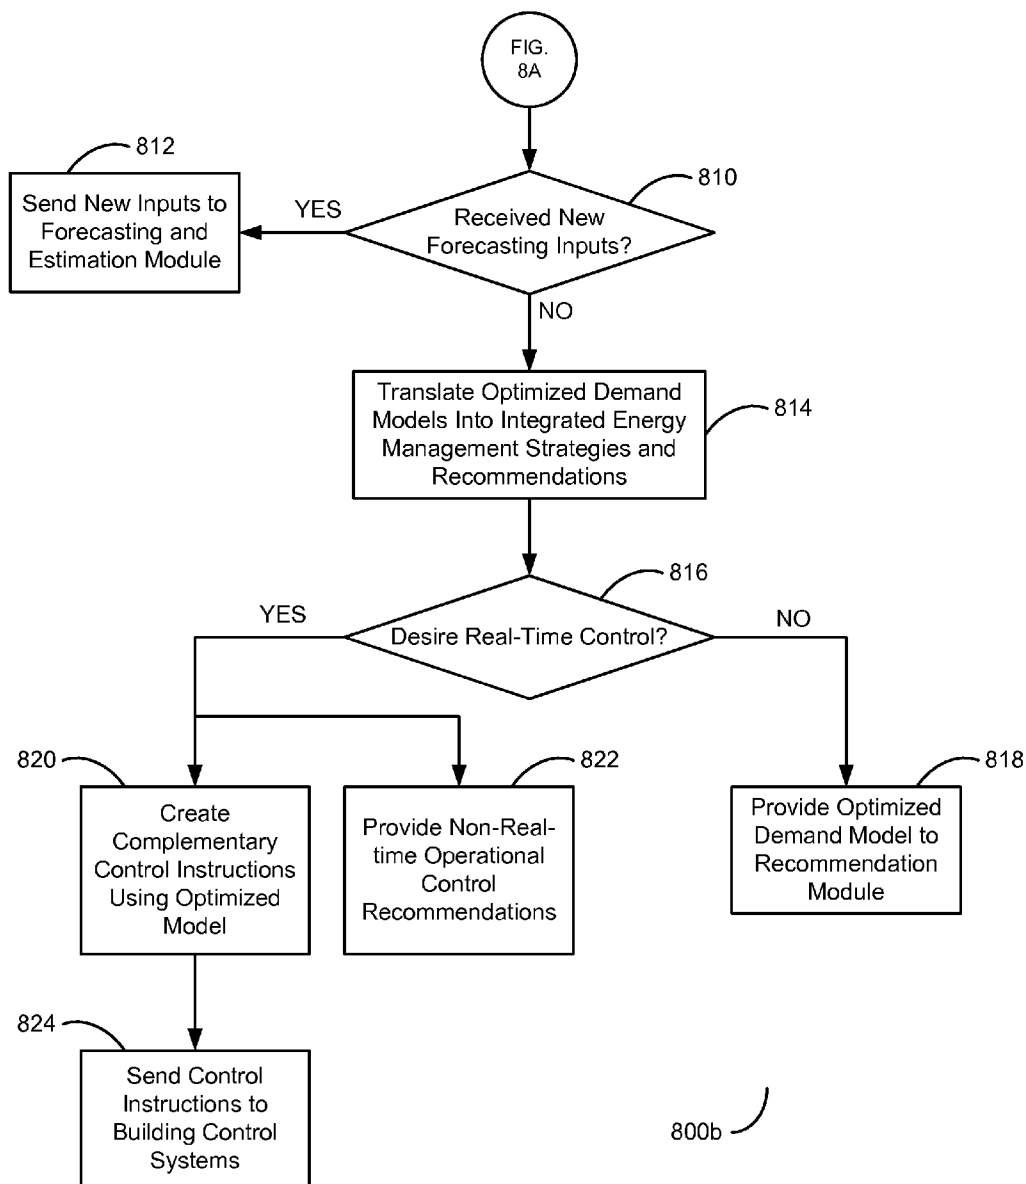 FIG.
8A
812
810
Send New Inputs to
Forecasting and
Estimation Module
YES
Received New
Forecasting Inputs?
NO
Translate Optimized Demand
Models Into Integrated Energy
Management Strategies and
Recommendations
814
816
YES
Desire Real-Time Control?
NO
820
822
818
Create
Complementary
Control Instructions
Using Optimized
Model
Provide Non-Real-
time Operational
Control
Recommendations
Provide Optimized
Demand Model to
Recommendation
Module
824
Send Control
Instructions to
Building Control
Systems
800b